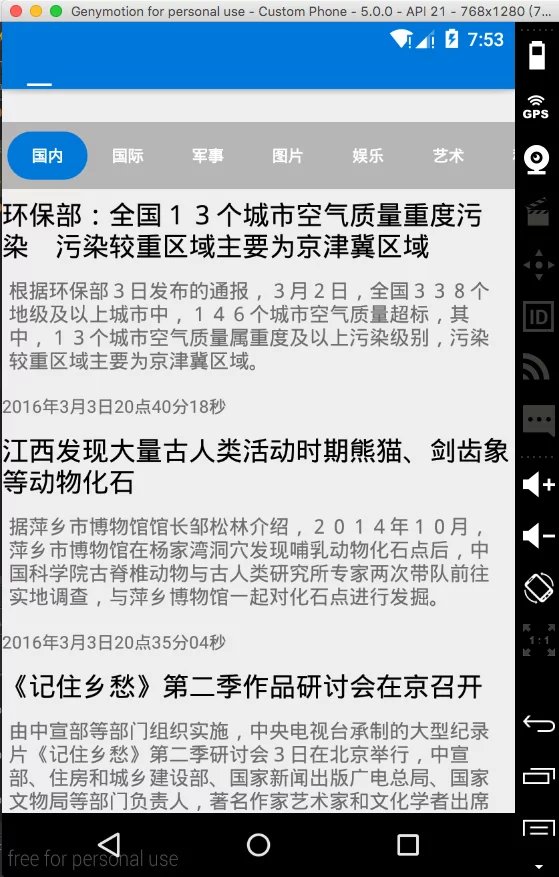 Genymotion for personal use - Custom Phone - 5.0.0 - API 21 - 768x1280 (7...
7:53
国内 国际 军事 图片 娱乐 艺术
环保部：全国１３个城市空气质量重度污
染　污染较重区域主要为京津冀区域
根据环保部３日发布的通报，３月２日，全国３３８个
地级及以上城市中，１４６个城市空气质量超标，其
中，１３个城市空气质量属重度及以上污染级别，污染
较重区域主要为京津冀区域。
2016年3月3日20点40分18秒
江西发现大量古人类活动时期熊猫、剑齿象
等动物化石
据萍乡市博物馆馆长邹松林介绍，２０１４年１０月，
萍乡市博物馆在杨家湾洞穴发现哺乳动物化石点后，中
国科学院古脊椎动物与古人类研究所专家两次带队前往
实地调查，与萍乡博物馆一起对化石点进行发掘。
2016年3月3日20点35分04秒
《记住乡愁》第二季作品研讨会在京召开
由中宣部等部门组织实施，中央电视台承制的大型纪录
片《记住乡愁》第二季研讨会３日在北京举行，中宣
部、住房和城乡建设部、国家新闻出版广电总局、国家
文物局等部门负责人，著名作家艺术家和文化学者出席
free for personal use
GPS
ID
1:1